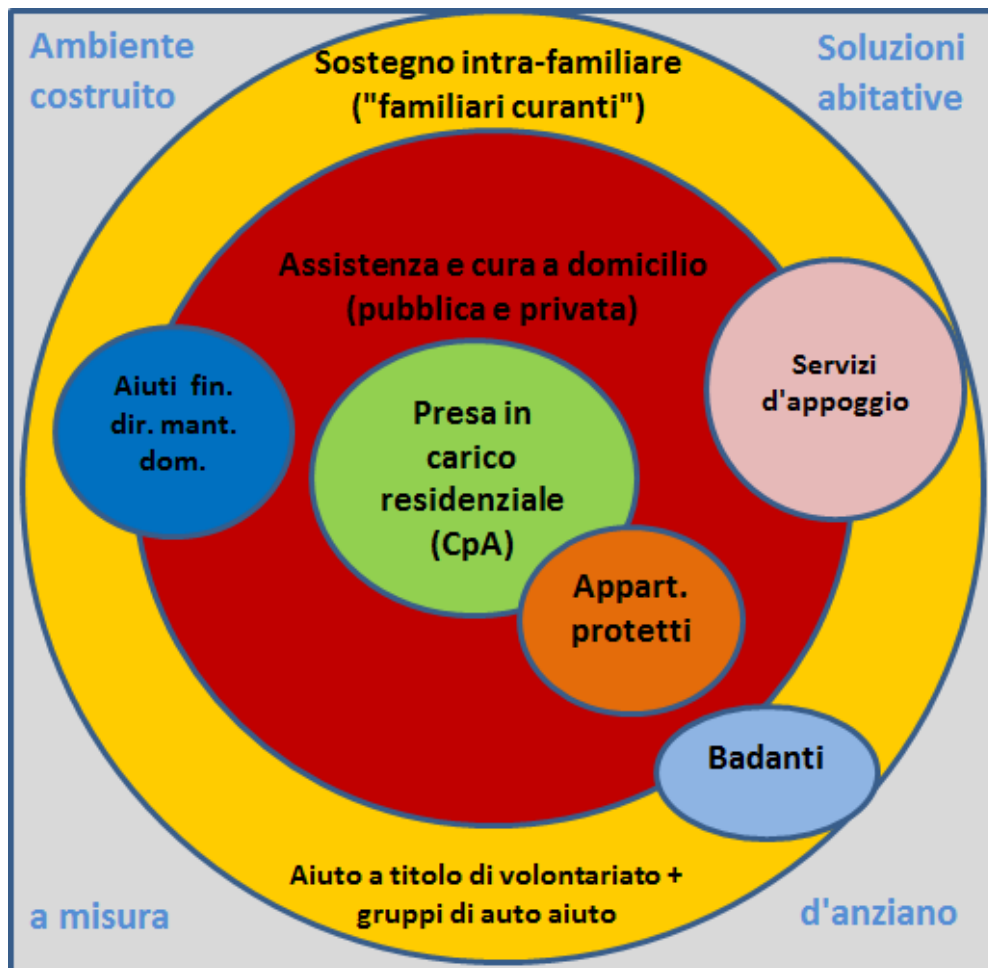 Ambiente
costruito
Soluzioni
abitative
Sostegno intra-familiare
("familiari curanti")
Assistenza e cura a domicilio
(pubblica e privata)
Aiuti fin.
dir. mant.
dom.
Presa in
carico
residenziale
(CpA)
Servizi
d'appoggio
Appart.
protetti
Badanti
Aiuto a titolo di volontariato +
gruppi di auto aiuto
a misura
d'anziano